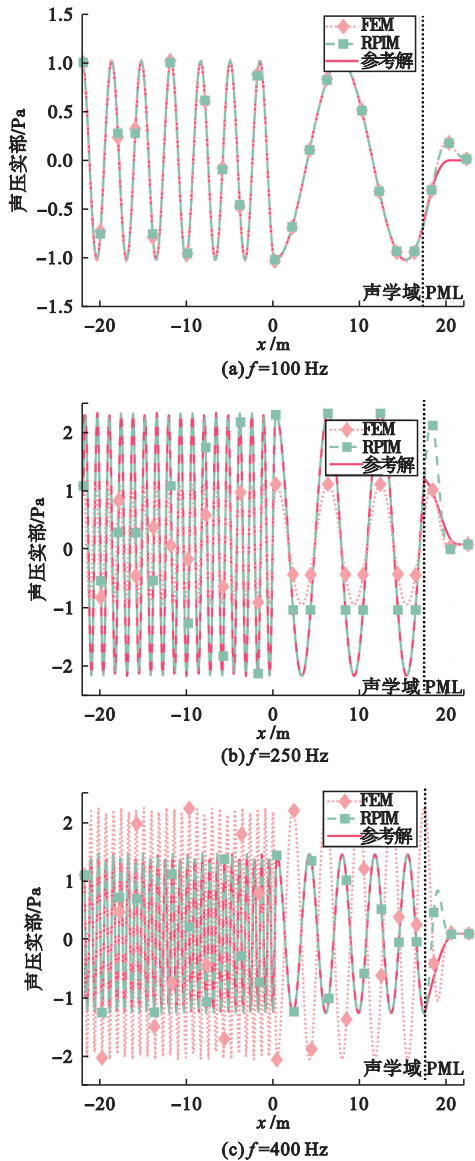 1.5
1.0
0.5
0.0
−0.5
−1.0
−1.5
声压实部/Pa
FEM
RPIM
参考解
声学域 PML
−20 −10 0 10 20
x/m
(a) f=100 Hz
2
1
0
−1
−2
声压实部/Pa
FEM
RPIM
参考解
声学域 PML
−20 −10 0 10 20
x/m
(b) f=250 Hz
2
1
0
−1
−2
声压实部/Pa
FEM
RPIM
参考解
声学域 PML
−20 −10 0 10 20
x/m
(c) f=400 Hz